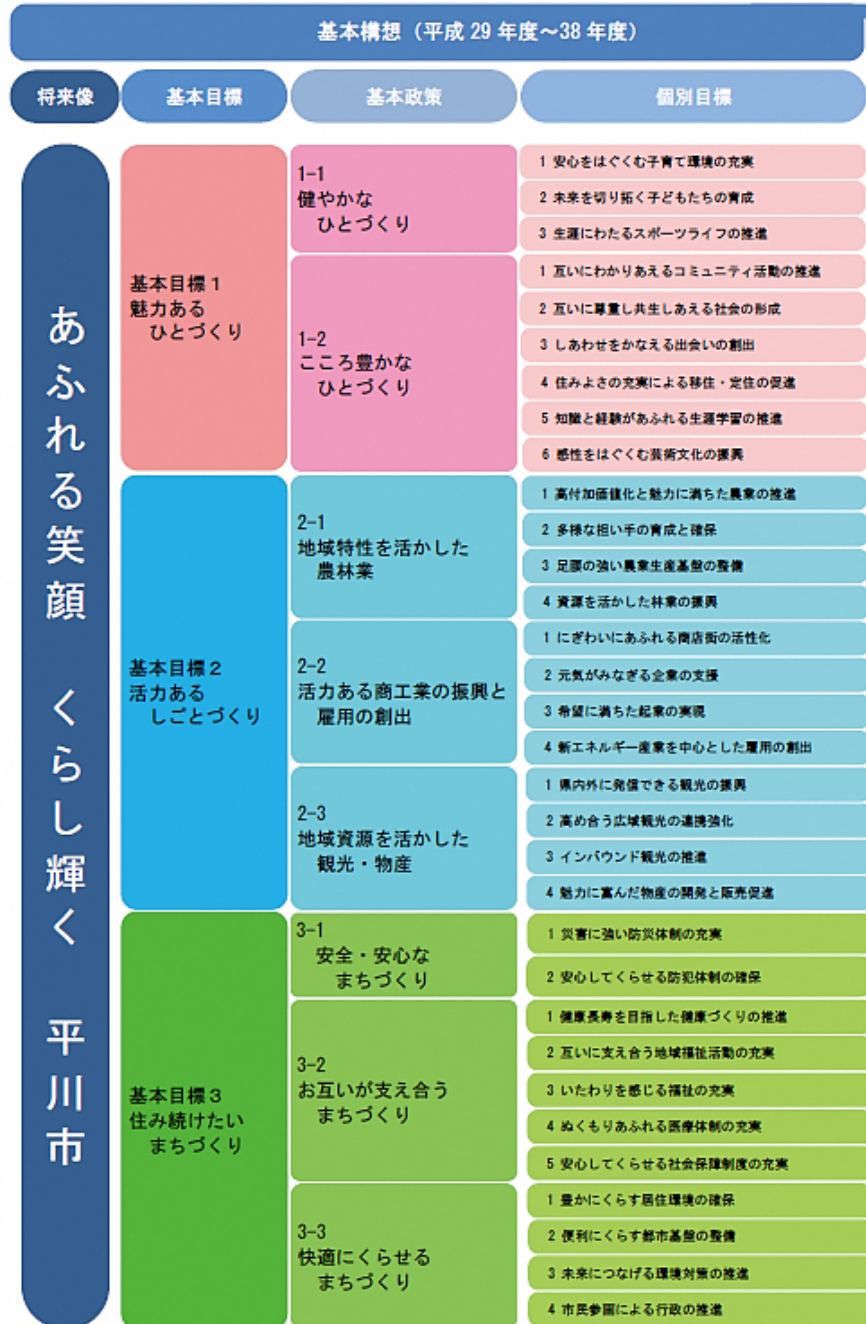 基本構想（平成 29 年度～38 年度）
将来像
基本目標
基本政策
個別目標
あふれる笑顔　くらし輝く　平川市
基本目標１
魅力ある
ひとづくり
1-1
健やかな
ひとづくり
1 安心をはぐくむ子育て環境の充実
2 未来を切り拓く子どもたちの育成
3 生涯にわたるスポーツライフの推進
1-2
こころ豊かな
ひとづくり
1 互いにわかりあえるコミュニティ活動の推進
2 互いに尊重し共生しあえる社会の形成
3 しあわせをかなえる出会いの創出
4 住みよさの充実による移住・定住の促進
5 知識と経験があふれる生涯学習の推進
6 感性をはぐくむ芸術文化の振興
基本目標２
活力ある
しごとづくり
2-1
地域特性を活かした
農林業
1 高付加価値化と魅力に満ちた農業の推進
2 多様な担い手の育成と確保
3 足腰の強い農業生産基盤の整備
4 資源を活かした林業の振興
2-2
活力ある商工業の振興と
雇用の創出
1 にぎわいにあふれる商店街の活性化
2 元気がみなぎる企業の支援
3 希望に満ちた起業の実現
4 新エネルギー産業を中心とした雇用の創出
2-3
地域資源を活かした
観光・物産
1 県内外に発信できる観光の振興
2 高め合う広域観光の連携強化
3 インバウンド観光の推進
4 魅力に富んだ物産の開発と販売促進
基本目標３
住み続けたい
まちづくり
3-1
安全・安心な
まちづくり
1 災害に強い防災体制の充実
2 安心してくらせる防犯体制の確保
3-2
お互いが支え合う
まちづくり
1 健康長寿を目指した健康づくりの推進
2 互いに支え合う地域福祉活動の充実
3 いたわりを感じる福祉の充実
4 ぬくもりあふれる医療体制の充実
5 安心してくらせる社会保障制度の充実
3-3
快適にくらせる
まちづくり
1 豊かにくらす居住環境の確保
2 便利にくらす都市基盤の整備
3 未来につなげる環境対策の推進
4 市民参画による行政の推進